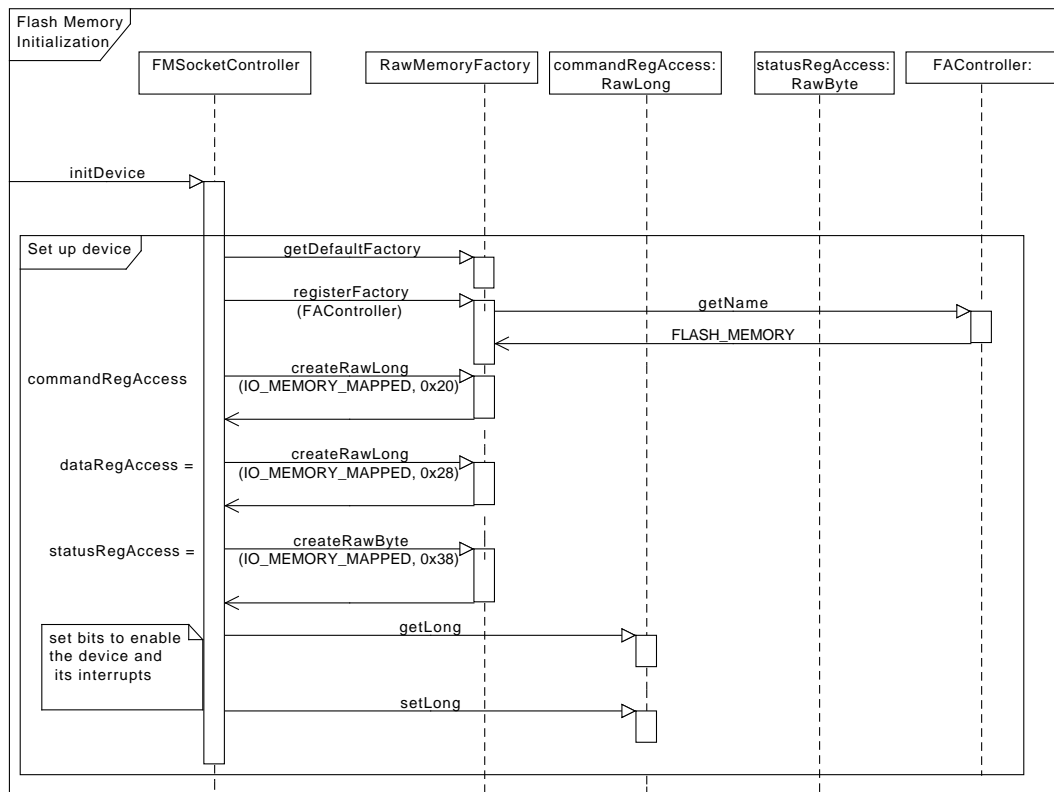 Flash Memory
Initialization
FMSocketController
RawMemoryFactory
commandRegAccess:
RawLong
statusRegAccess:
RawByte
FAController:
initDevice
Set up device
getDefaultFactory
registerFactory
(FAController)
getName
FLASH_MEMORY
commandRegAccess
createRawLong
(IO_MEMORY_MAPPED, 0x20)
dataRegAccess =
createRawLong
(IO_MEMORY_MAPPED, 0x28)
statusRegAccess =
createRawByte
(IO_MEMORY_MAPPED, 0x38)
set bits to enable
the device and
its interrupts
getLong
setLong